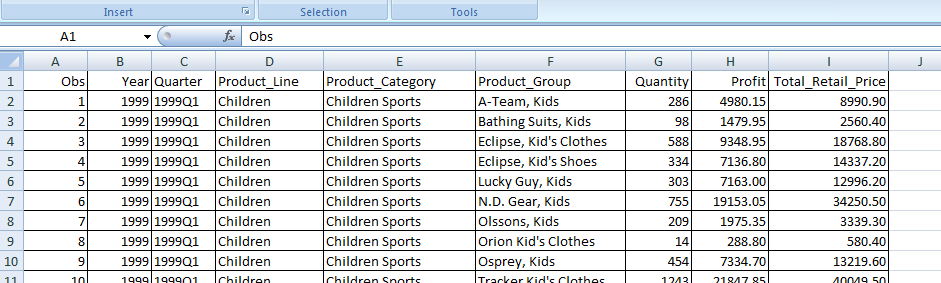 Insert Selection Tools
A1 fx Obs
A B C D E F G H I J
1 Obs Year Quarter Product_Line Product_Category Product_Group Quantity Profit Total_Retail_Price
2 1 1999 1999Q1 Children Children Sports A-Team, Kids 286 4980.15 8990.90
3 2 1999 1999Q1 Children Children Sports Bathing Suits, Kids 98 1479.95 2560.40
4 3 1999 1999Q1 Children Children Sports Eclipse, Kid's Clothes 588 9348.95 18768.80
5 4 1999 1999Q1 Children Children Sports Eclipse, Kid's Shoes 334 7136.80 14337.20
6 5 1999 1999Q1 Children Children Sports Lucky Guy, Kids 303 7163.00 12996.20
7 6 1999 1999Q1 Children Children Sports N.D. Gear, Kids 755 19153.05 34250.50
8 7 1999 1999Q1 Children Children Sports Olssons, Kids 209 1975.35 3339.30
9 8 1999 1999Q1 Children Children Sports Orion Kid's Clothes 14 288.80 580.40
10 9 1999 1999Q1 Children Children Sports Osprey, Kids 454 7334.70 13219.60
11 10 1999 1999Q1 Children Children Sports Tracker Kid's Clothes 1243 21847.85 40049.50